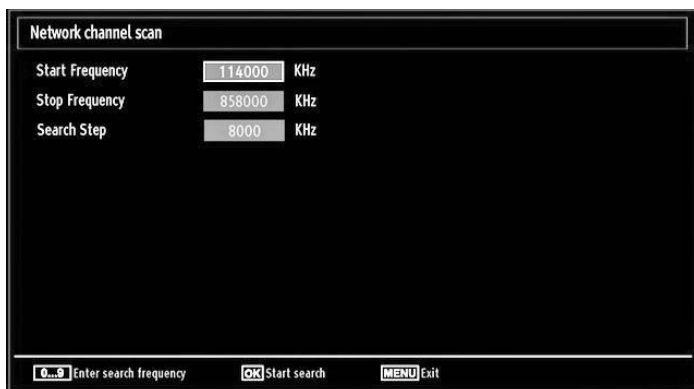 Network channel scan
Start Frequency 114000 KHz
Stop Frequency 858000 KHz
Search Step 8000 KHz
0...9 Enter search frequency OK Start search MENU Exit